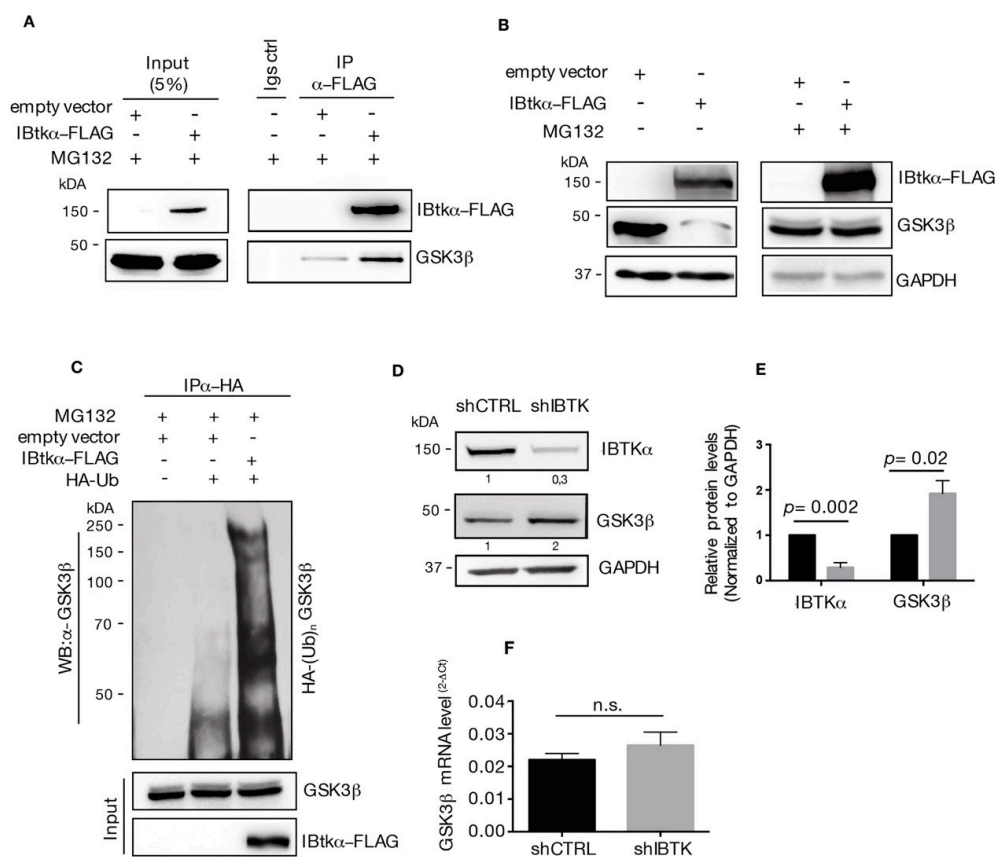 A
Input
(5%)
Igs ctrl
IP
α–FLAG
empty vector + - - + -
IBtkα–FLAG - + - - +
MG132 + + + + +
kDA
150 -
IBtkα–FLAG
50 -
GSK3β
B
empty vector + - + -
IBtkα–FLAG - + - +
MG132 - - + +
kDA
150 -
IBtkα–FLAG
50 -
GSK3β
37 -
GAPDH
C
IPα–HA
MG132 + + +
empty vector + + -
IBtkα–FLAG - - +
HA-Ub - + +
kDA
250 -
150 -
100 -
70 -
50 -
WB:α- GSK3β
HA-(Ub)n GSK3β
Input
GSK3β
IBtkα–FLAG
D
shCTRL shIBTK
kDA
150 -
IBTKα
1 0,3
50 -
GSK3β
1 2
37 -
GAPDH
E
Relative protein levels
(Normalized to GAPDH)
3
2
1
0
p= 0.002
p= 0.02
IBTKα GSK3β
F
GSK3β mRNA level (2-ΔCt)
0.04
0.03
0.02
0.01
0.00
n.s.
shCTRL shIBTK